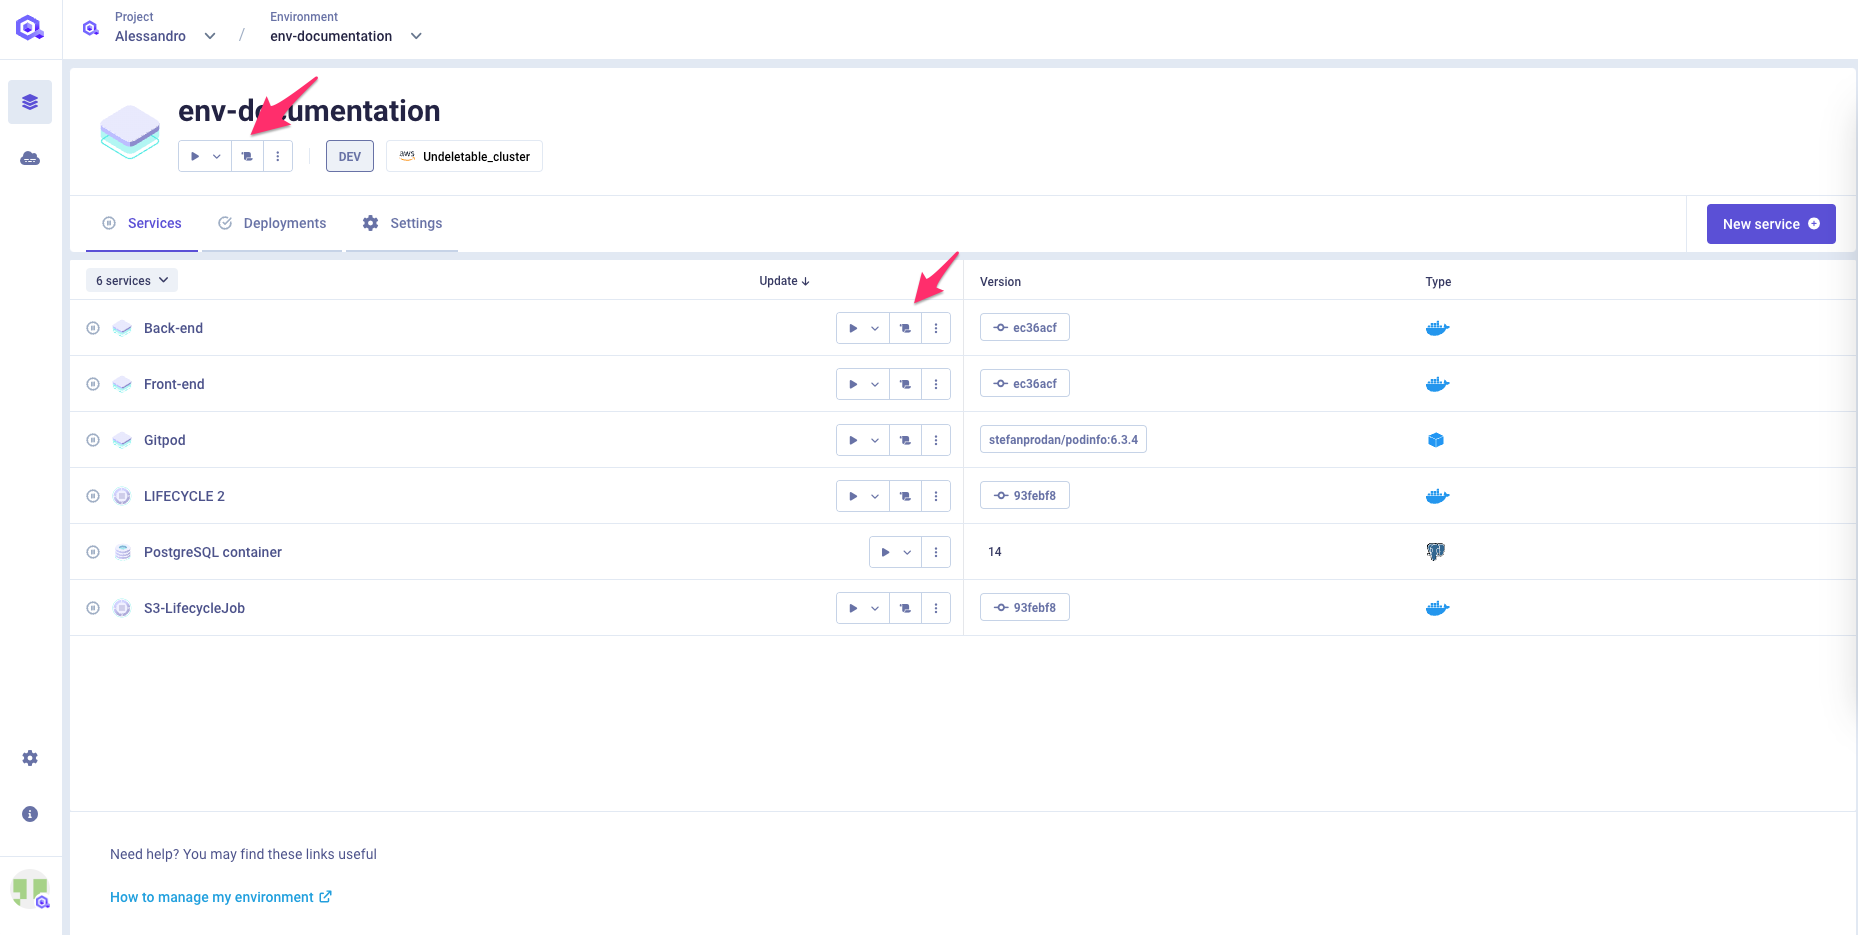 Project
Alessandro
/
Environment
env-documentation
env-documentation
DEV
aws
Undeletable_cluster
Services
Deployments
Settings
New service
6 services
Update
Version
Type
Back-end
ec36acf
Front-end
ec36acf
Gitpod
stefanprodan/podinfo:6.3.4
LIFECYCLE 2
93febf8
PostgreSQL container
14
S3-LifecycleJob
93febf8
Need help? You may find these links useful
How to manage my environment